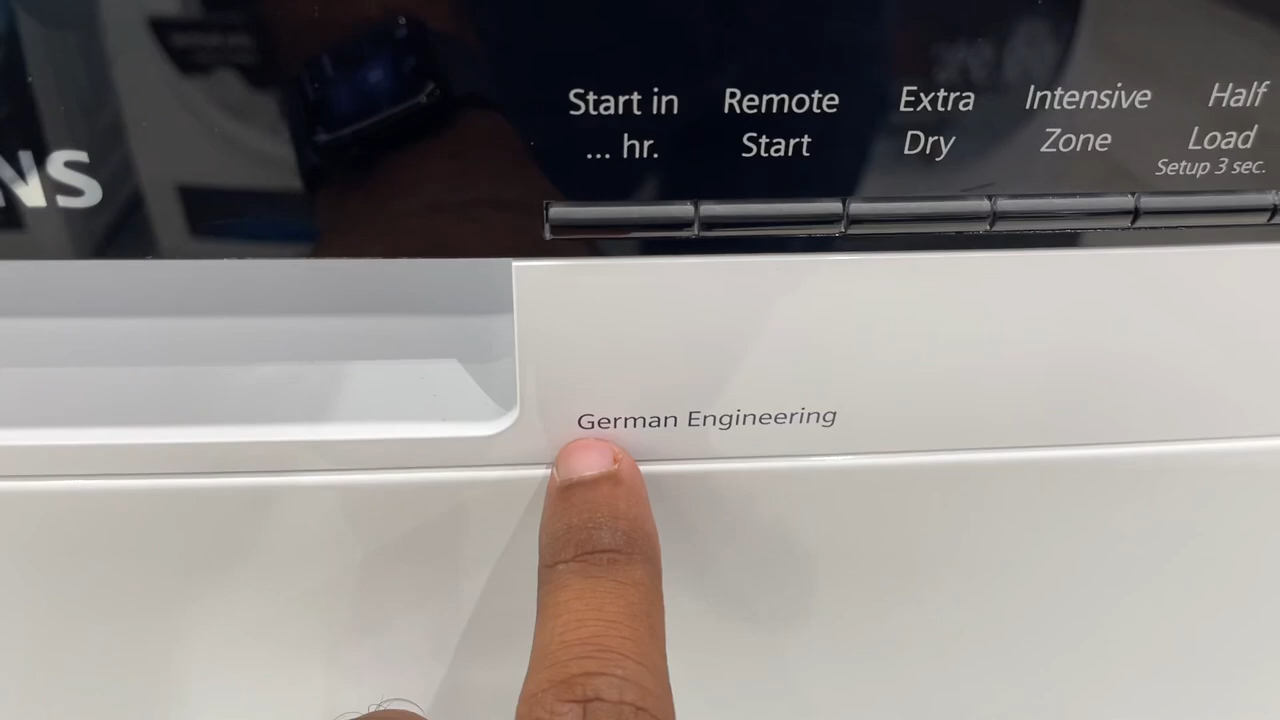 NS
Start in
... hr.
Remote
Start
Extra
Dry
Intensive
Zone
Half
Load
Setup 3 sec.
German Engineering